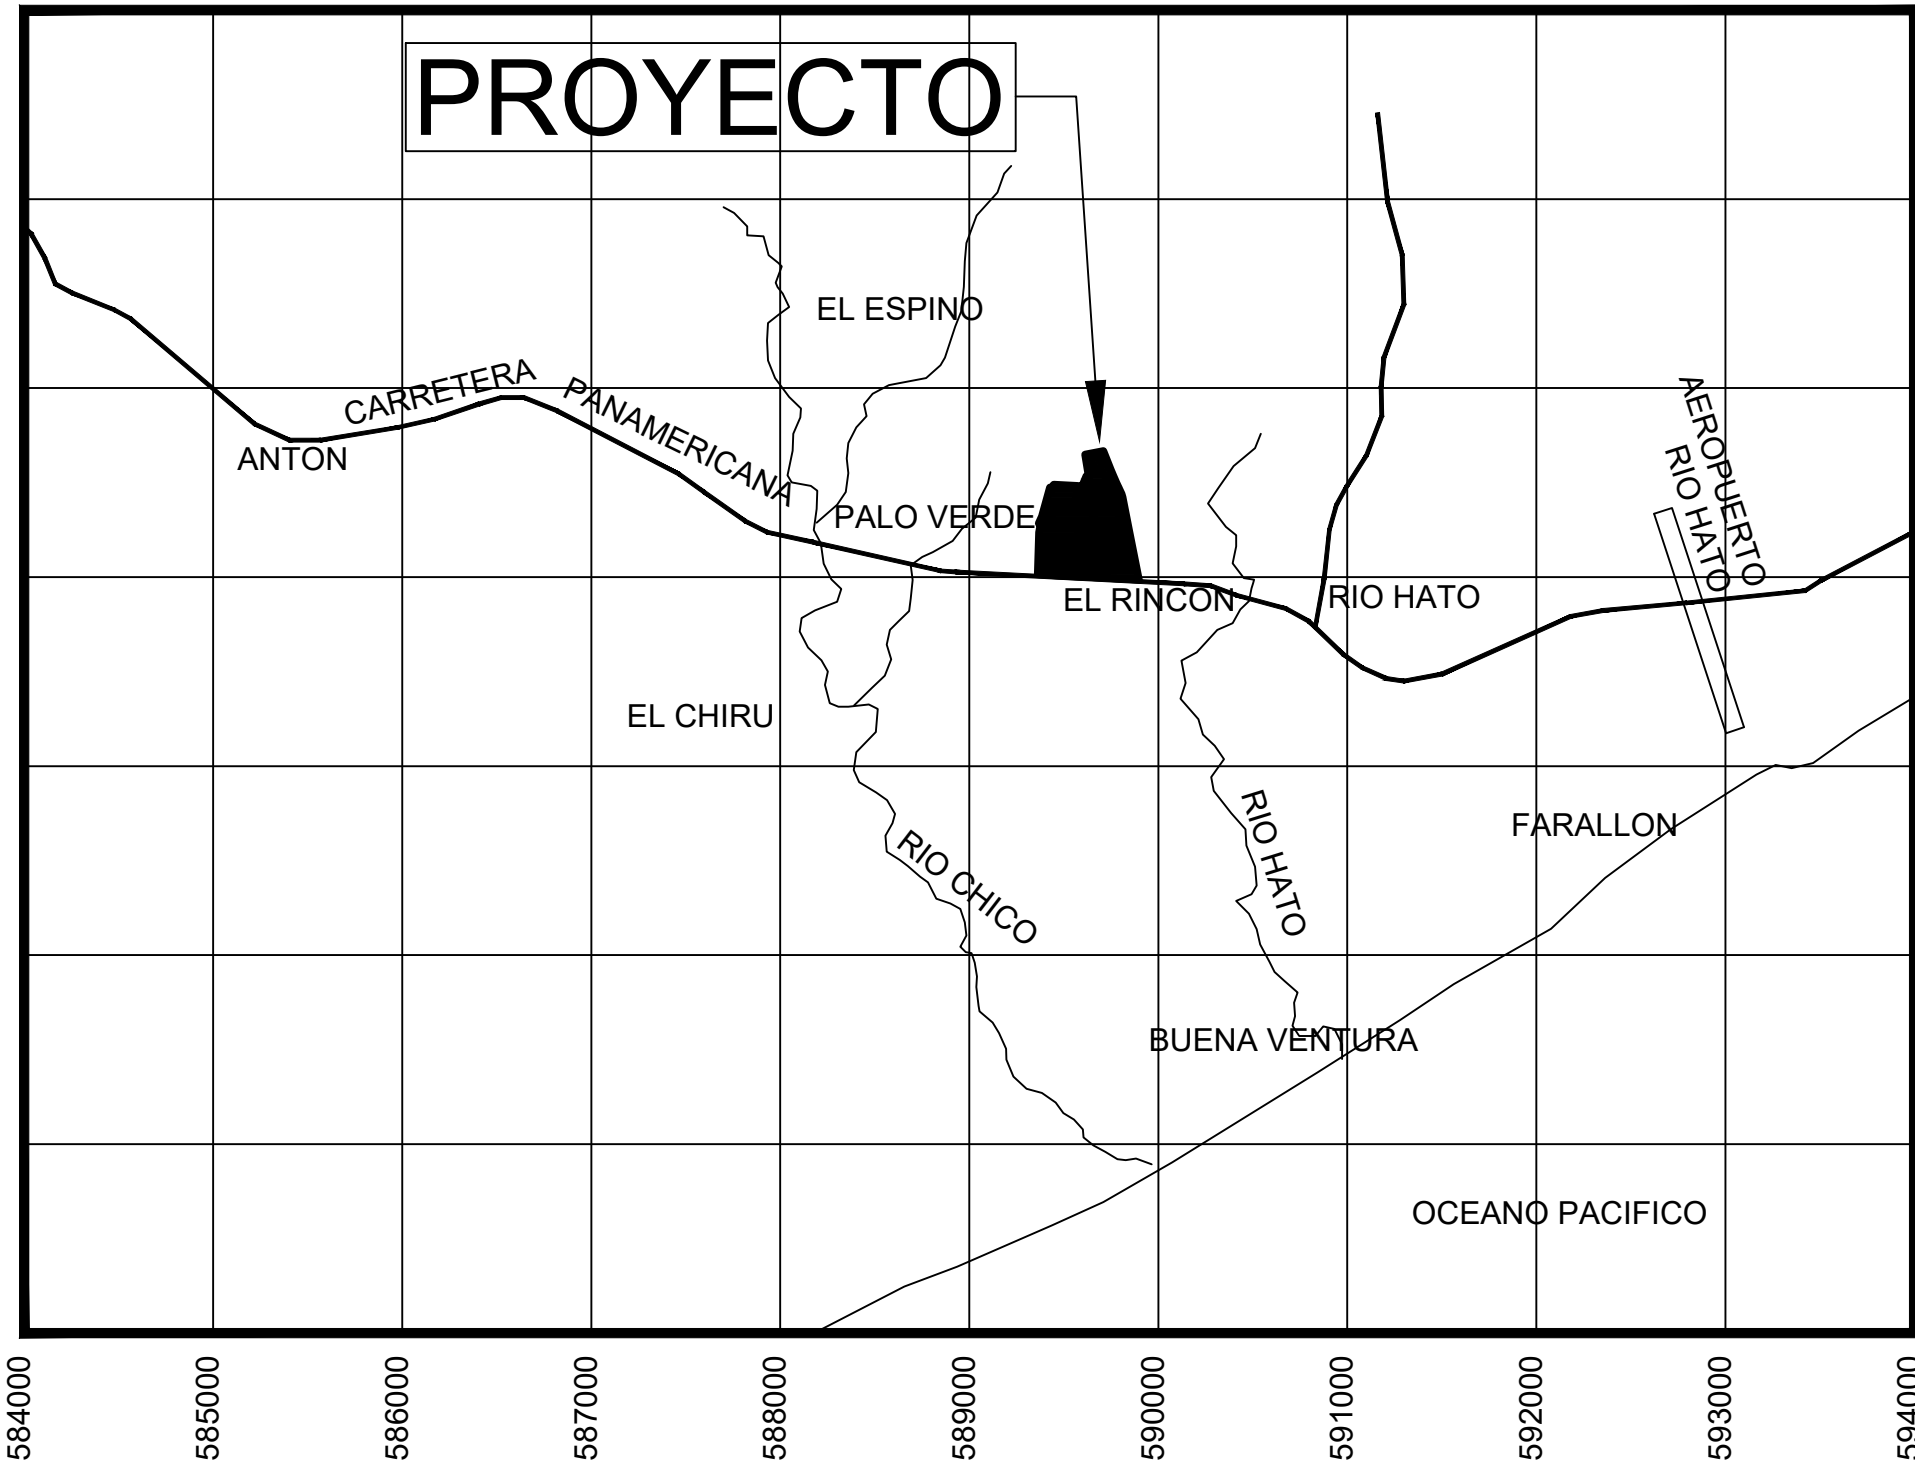 PROYECTO
EL ESPINO
CARRETERA
PANAMERICANA
ANTON
AEROPUERTO
RIO HATO
PALO VERDE
EL RINCON
RIO HATO
EL CHIRU
RIO CHICO
RIO HATO
FARALLON
BUENA VENTURA
OCEANO PACIFICO
584000
585000
586000
587000
588000
589000
590000
591000
592000
593000
594000